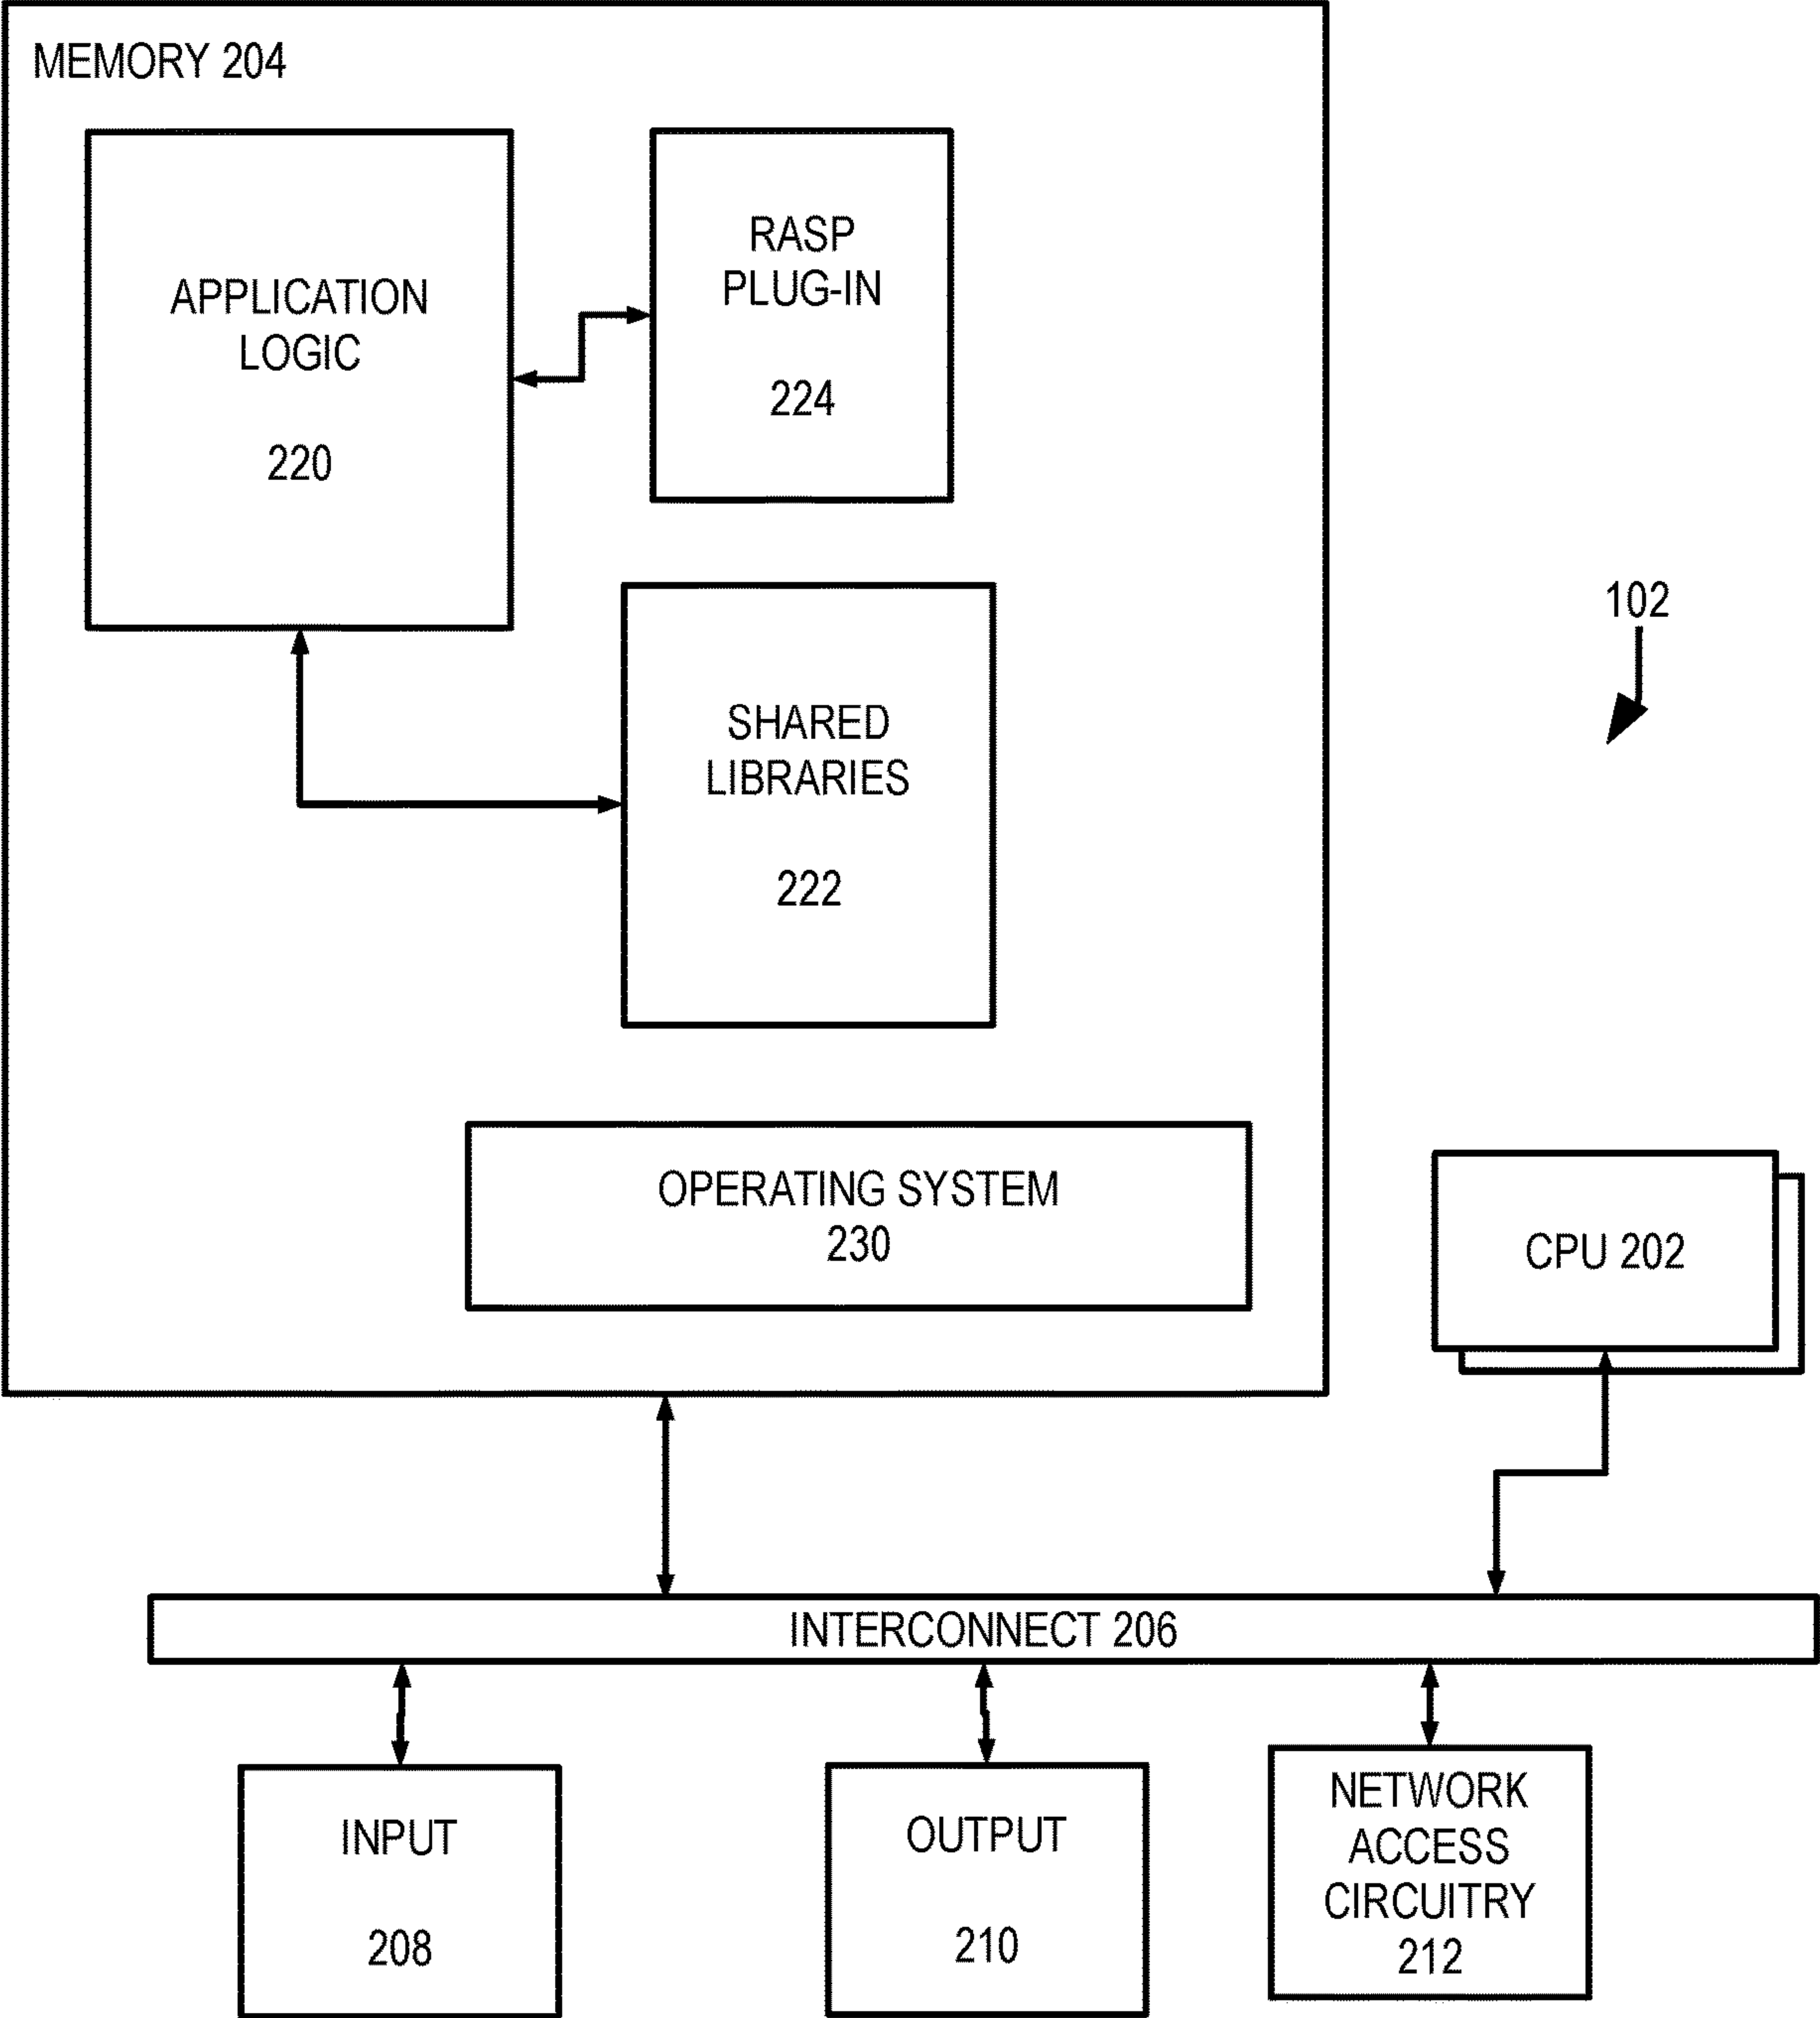 MEMORY 204
APPLICATION
LOGIC
220
RASP
PLUG-IN
224
SHARED
LIBRARIES
222
102
OPERATING SYSTEM
230
CPU 202
INTERCONNECT 206
INPUT
208
OUTPUT
210
NETWORK
ACCESS
CIRCUITRY
212